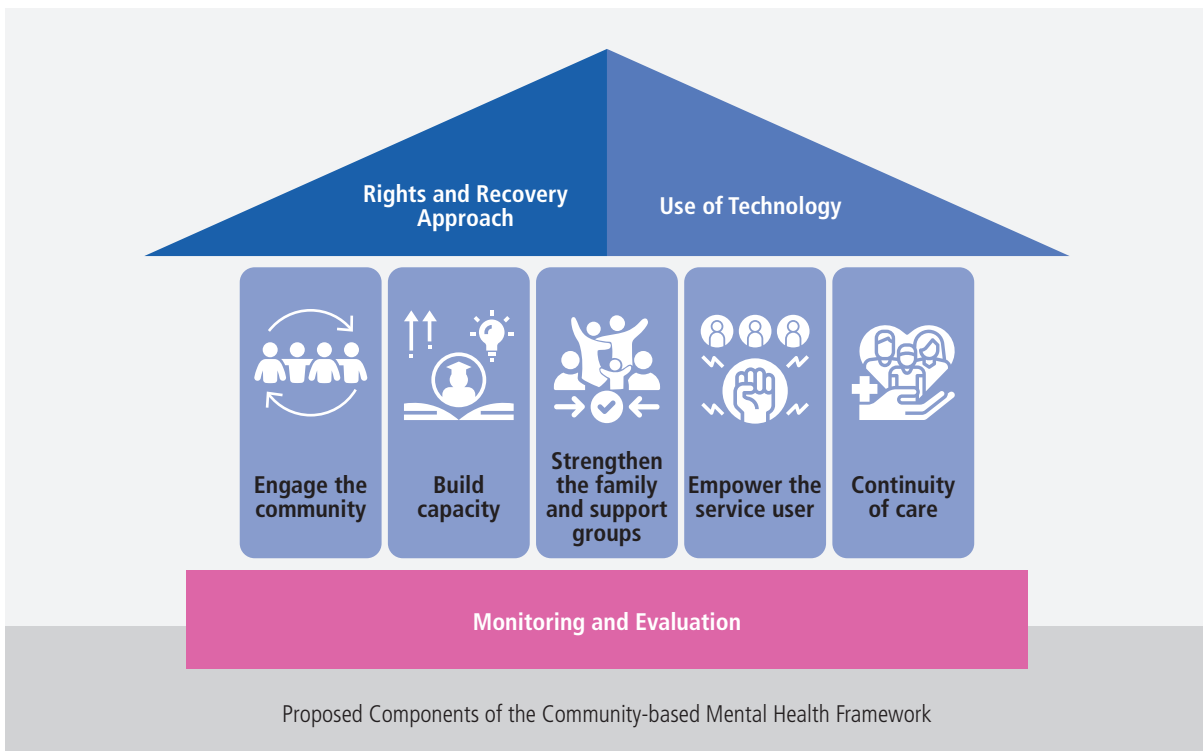 Rights and Recovery
Approach
Use of Technology
Engage the
community
Build
capacity
Strengthen
the family
and support
groups
Empower the
service user
Continuity
of care
Monitoring and Evaluation
Proposed Components of the Community-based Mental Health Framework